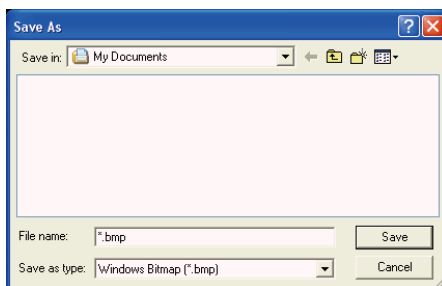 Save As
Save in: My Documents
File name: *.bmp Save
Save as type: Windows Bitmap (*.bmp) Cancel